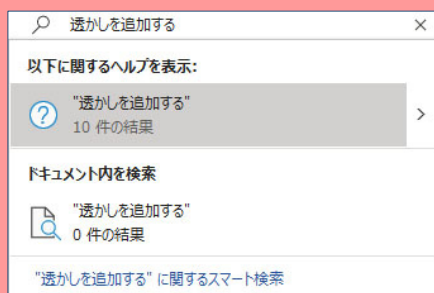 透かしを追加する
以下に関するヘルプを表示:
"透かしを追加する"
10 件の結果
ドキュメント内を検索
"透かしを追加する"
0 件の結果
"透かしを追加する" に関するスマート検索